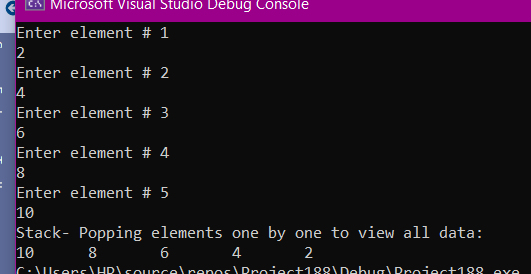 Microsoft Visual Studio Debug Console
Enter element # 1
2
Enter element # 2
4
Enter element # 3
6
Enter element # 4
8
Enter element # 5
10
Stack- Popping elements one by one to view all data:
10 8 6 4 2
C:\Users\HP\source\repos\Project188\Debug\Project188.exe